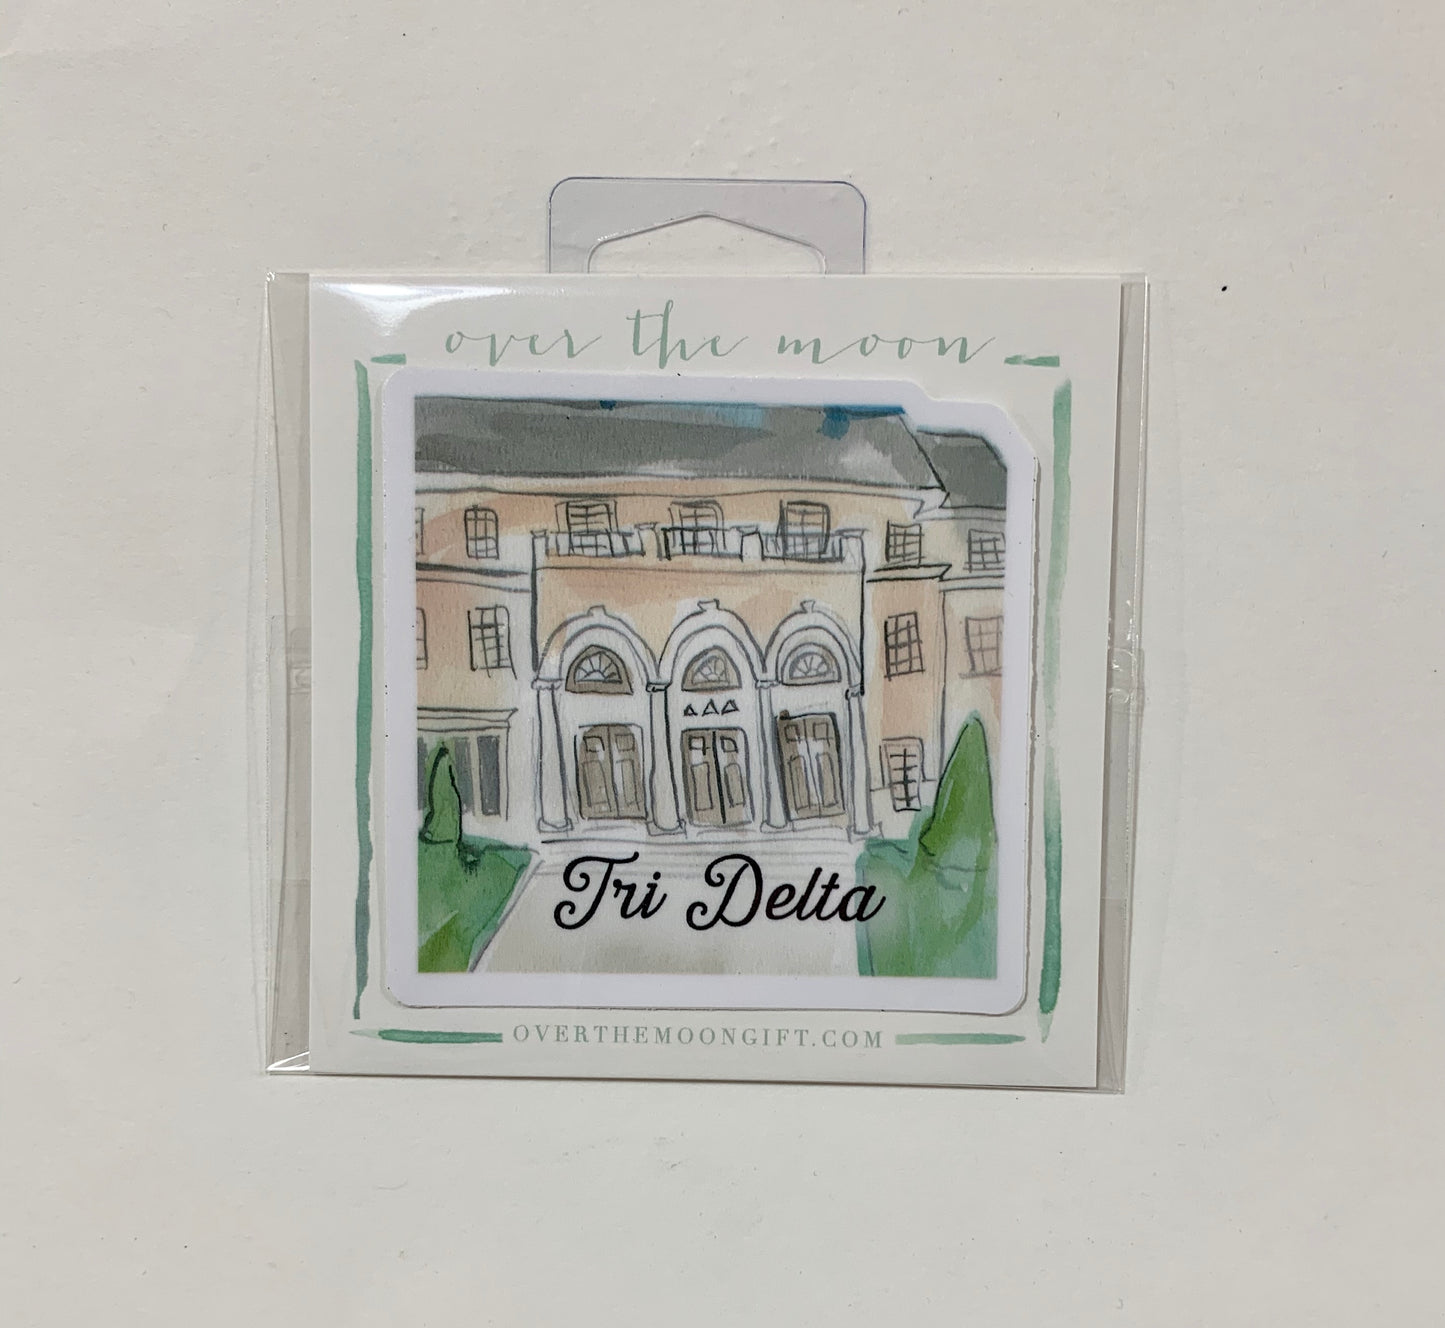 over the moon
ΔΔΔ
Tri Delta
OVERTHEMOONGIFT.COM